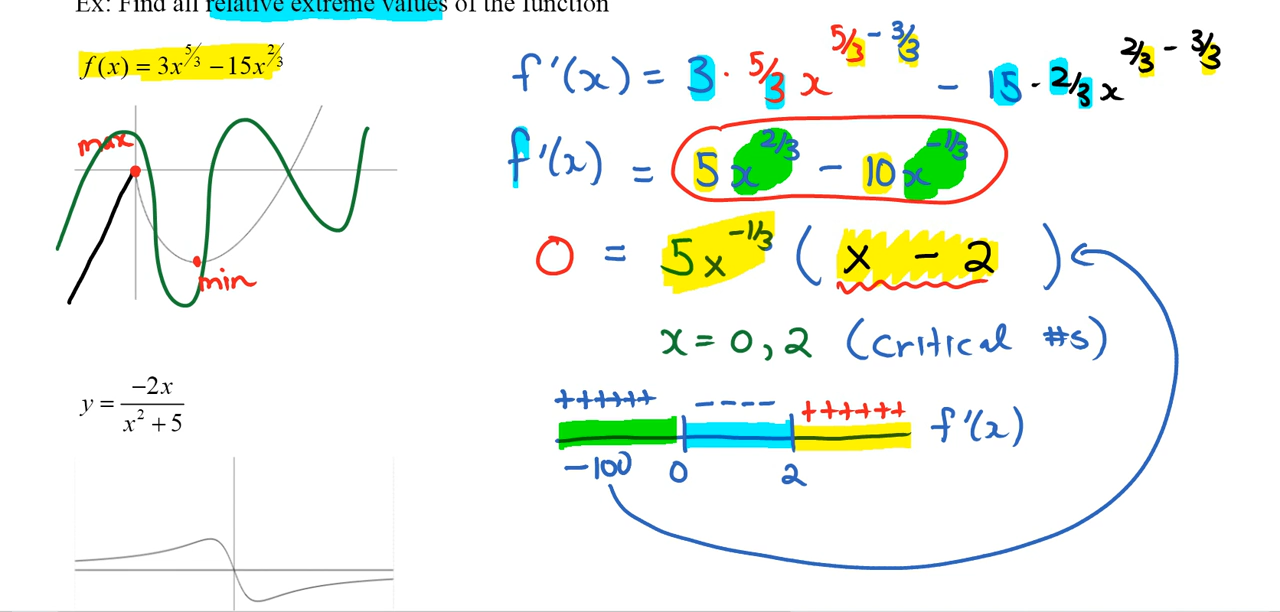 Ex: Find all relative extreme values of the function
f(x) = 3x^(5/3) − 15x^(2/3)
f'(x) = 3 · 5/3 x^(5/3 − 3/3) − 15 · 2/3 x^(2/3 − 3/3)
max
f'(x) = 5x^(2/3) − 10x^(−1/3)
0 = 5x^(−1/3) (x − 2)
min
x = 0, 2 (critical #s)
y = −2x / (x² + 5)
++++++ ---- ++++++ f'(x)
−100 0 2